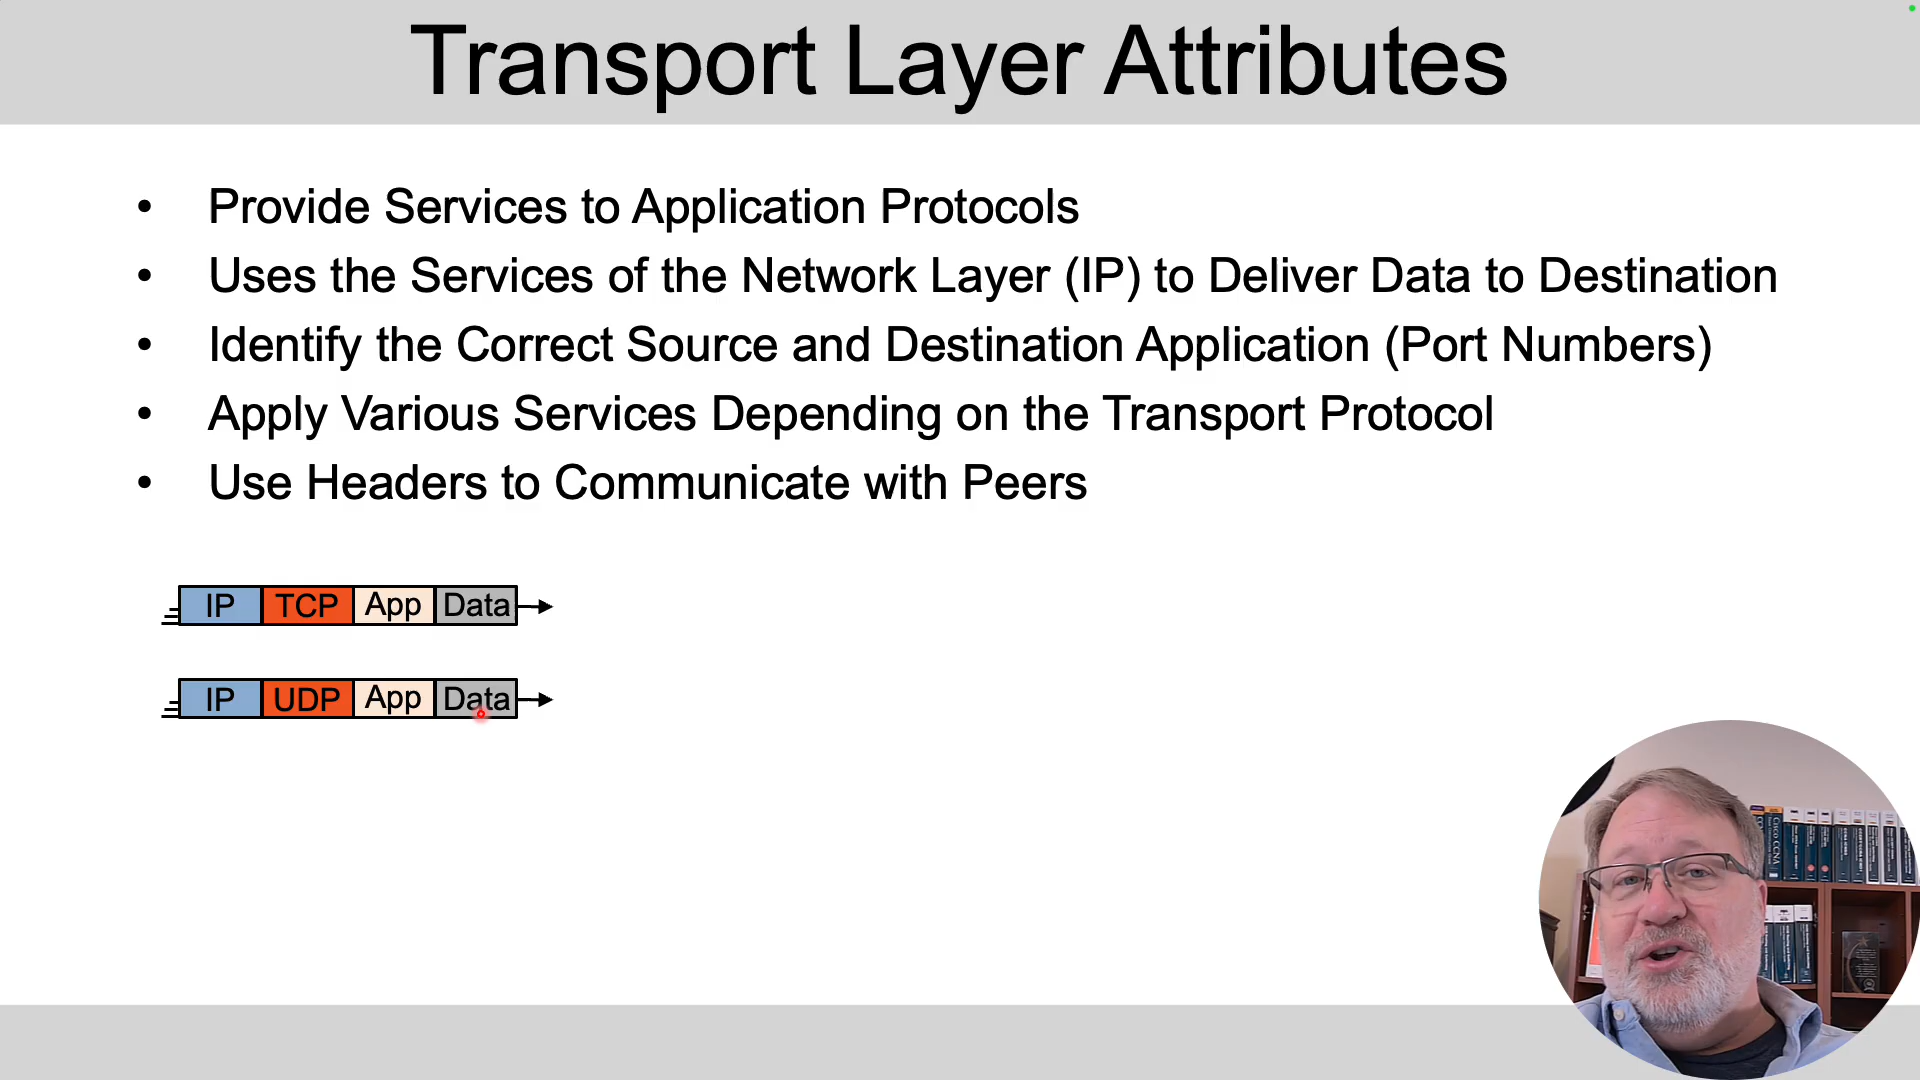 Transport Layer Attributes
• Provide Services to Application Protocols
• Uses the Services of the Network Layer (IP) to Deliver Data to Destination
• Identify the Correct Source and Destination Application (Port Numbers)
• Apply Various Services Depending on the Transport Protocol
• Use Headers to Communicate with Peers
IP TCP App Data
IP UDP App Data
CISCO CCNA